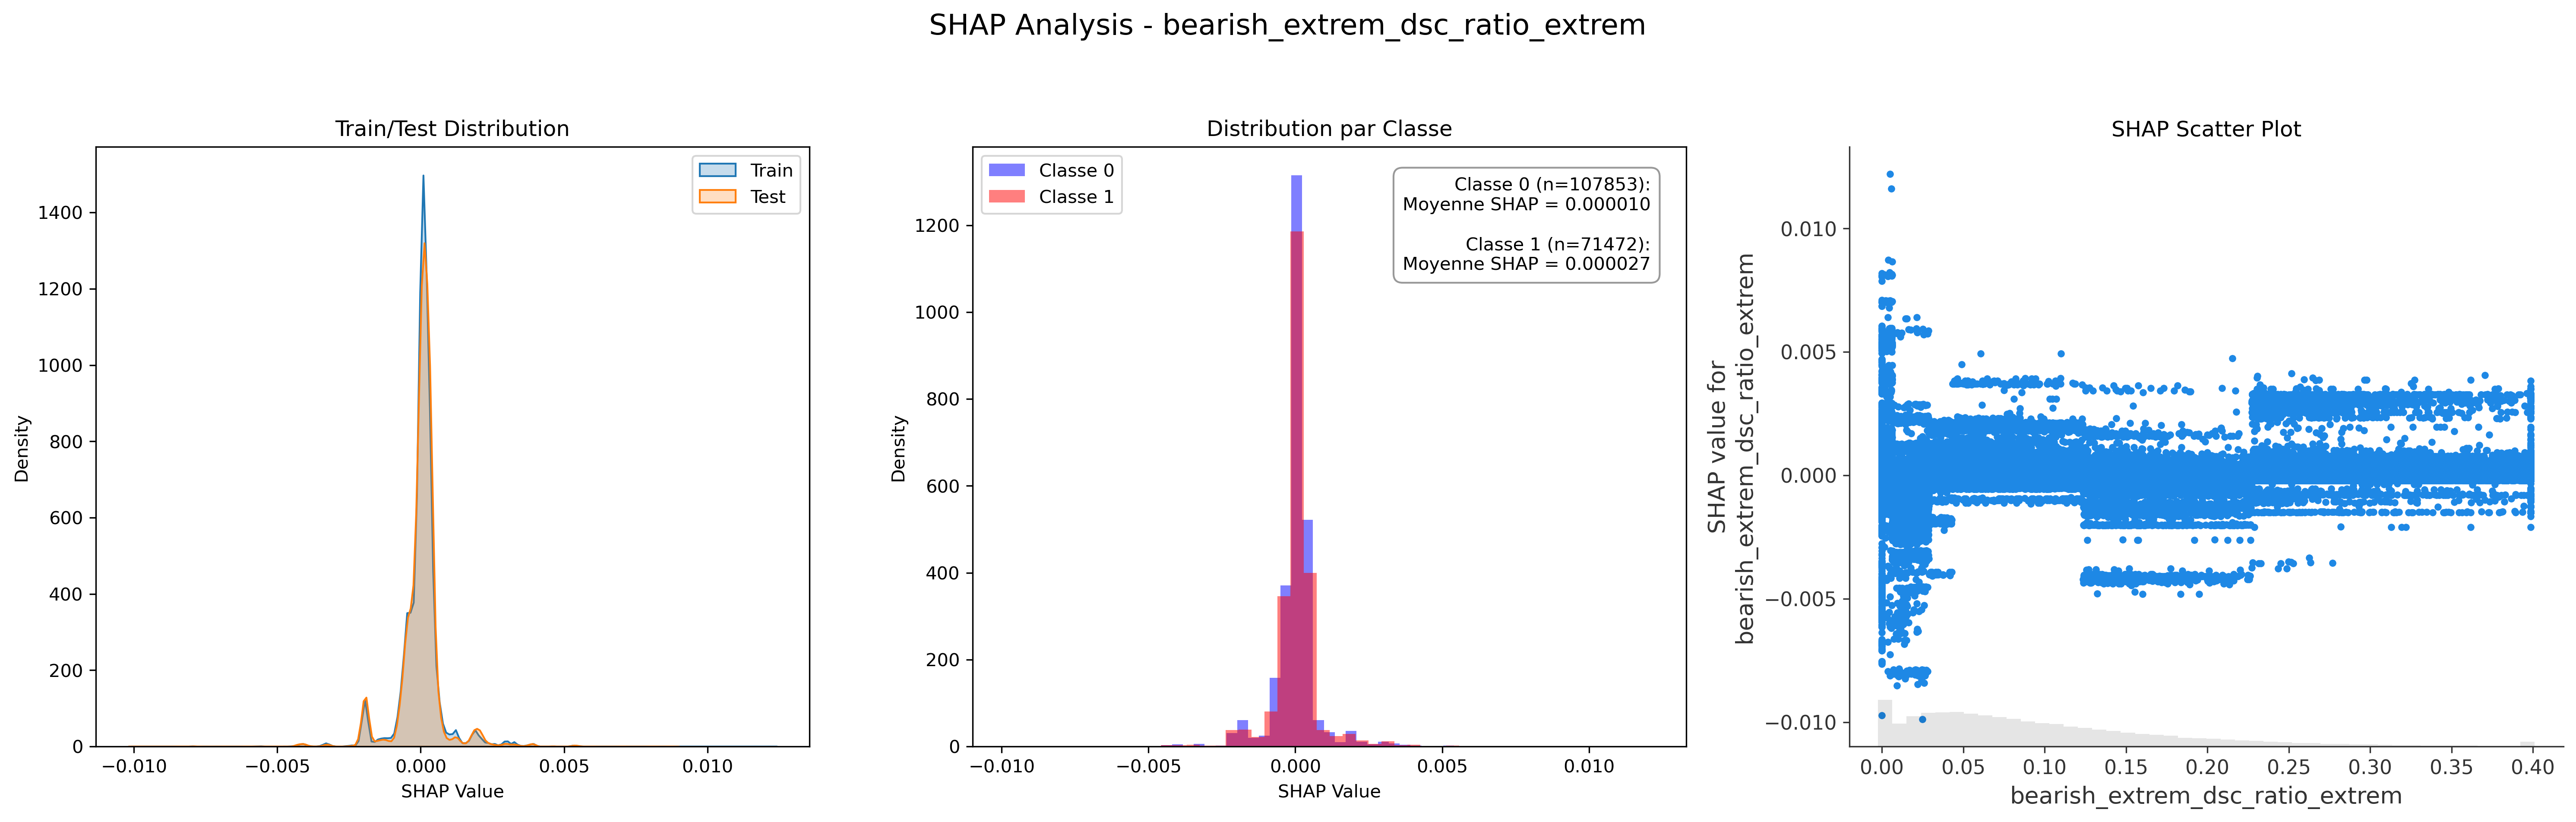 SHAP Analysis - bearish_extrem_dsc_ratio_extrem
Train/Test Distribution
Density
1400
1200
1000
800
600
400
200
0
−0.010
−0.005
0.000
0.005
0.010
SHAP Value
Train
Test
Distribution par Classe
Density
1200
1000
800
600
400
200
0
−0.010
−0.005
0.000
0.005
0.010
SHAP Value
Classe 0
Classe 1
Classe 0 (n=107853):
Moyenne SHAP = 0.000010
Classe 1 (n=71472):
Moyenne SHAP = 0.000027
SHAP Scatter Plot
SHAP value for
bearish_extrem_dsc_ratio_extrem
0.010
0.005
0.000
−0.005
−0.010
0.00
0.05
0.10
0.15
0.20
0.25
0.30
0.35
0.40
bearish_extrem_dsc_ratio_extrem